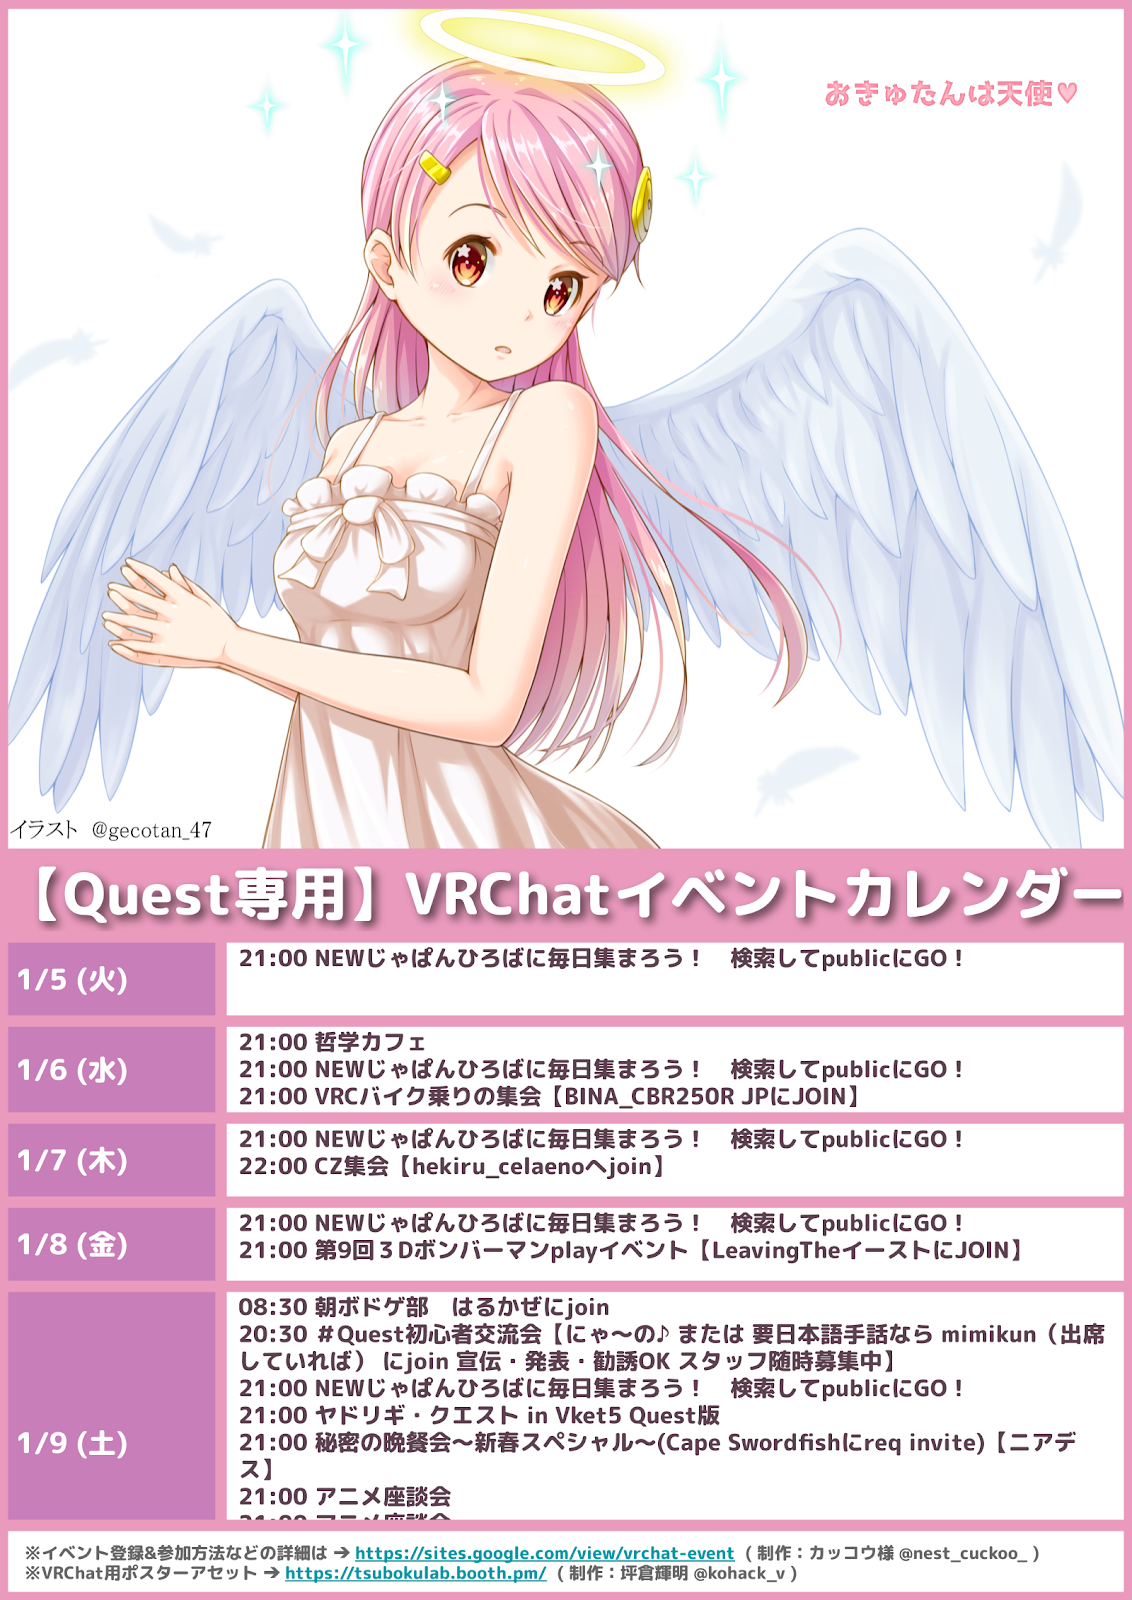 おきゅたんは天使♥
イラスト @gecotan_47
【Quest専用】VRChatイベントカレンダー
1/5 (火)
21:00 NEWじゃぱんひろばに毎日集まろう！　検索してpublicにGO！
1/6 (水)
21:00 哲学カフェ
21:00 NEWじゃぱんひろばに毎日集まろう！　検索してpublicにGO！
21:00 VRCバイク乗りの集会【BINA_CBR250R JPにJOIN】
1/7 (木)
21:00 NEWじゃぱんひろばに毎日集まろう！　検索してpublicにGO！
22:00 CZ集会【hekiru_celaenoへjoin】
1/8 (金)
21:00 NEWじゃぱんひろばに毎日集まろう！　検索してpublicにGO！
21:00 第9回３Dボンバーマンplayイベント【LeavingTheイーストにJOIN】
1/9 (土)
08:30 朝ボドゲ部　はるかぜにjoin
20:30 ＃Quest初心者交流会【にゃ～の♪ または 要日本語手話なら mimikun（出席
していれば） にjoin 宣伝・発表・勧誘OK スタッフ随時募集中】
21:00 NEWじゃぱんひろばに毎日集まろう！　検索してpublicにGO！
21:00 ヤドリギ・クエスト in Vket5 Quest版
21:00 秘密の晩餐会～新春スペシャル～(Cape Swordfishにreq invite)【ニアデ
ス】
21:00 アニメ座談会
21:00 アニメ座談会
※イベント登録&参加方法などの詳細は → https://sites.google.com/view/vrchat-event ( 制作：カッコウ様 @nest_cuckoo_ )
※VRChat用ポスターアセット → https://tsubokulab.booth.pm/ ( 制作：坪倉輝明 @kohack_v )